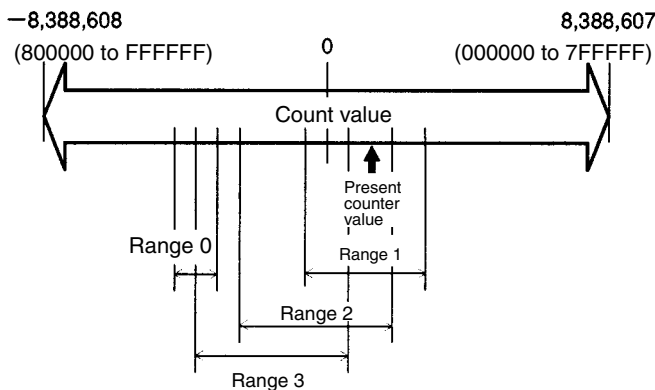 −8,388,608
8,388,607
(800000 to FFFFFF)
0
(000000 to 7FFFFF)
Count value
Present
counter
value
Range 0
Range 1
Range 2
Range 3